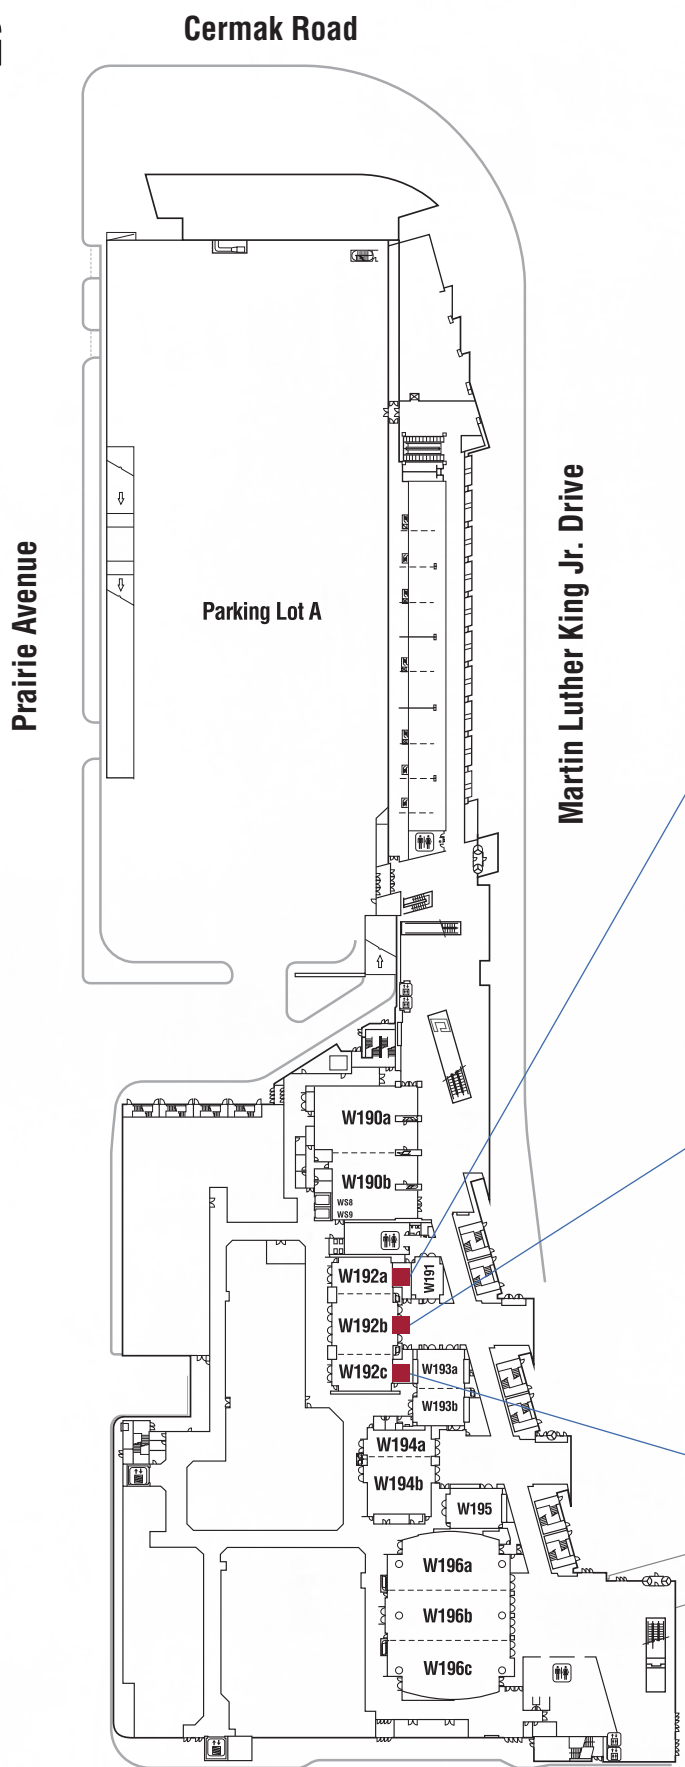 Cermak Road
Prairie Avenue
Martin Luther King Jr. Drive
Parking Lot A
W190a
W190b
WS8
WS9
W192a
W191
W192b
W192c
W193a
W193b
W194a
W194b
W195
W196a
W196b
W196c